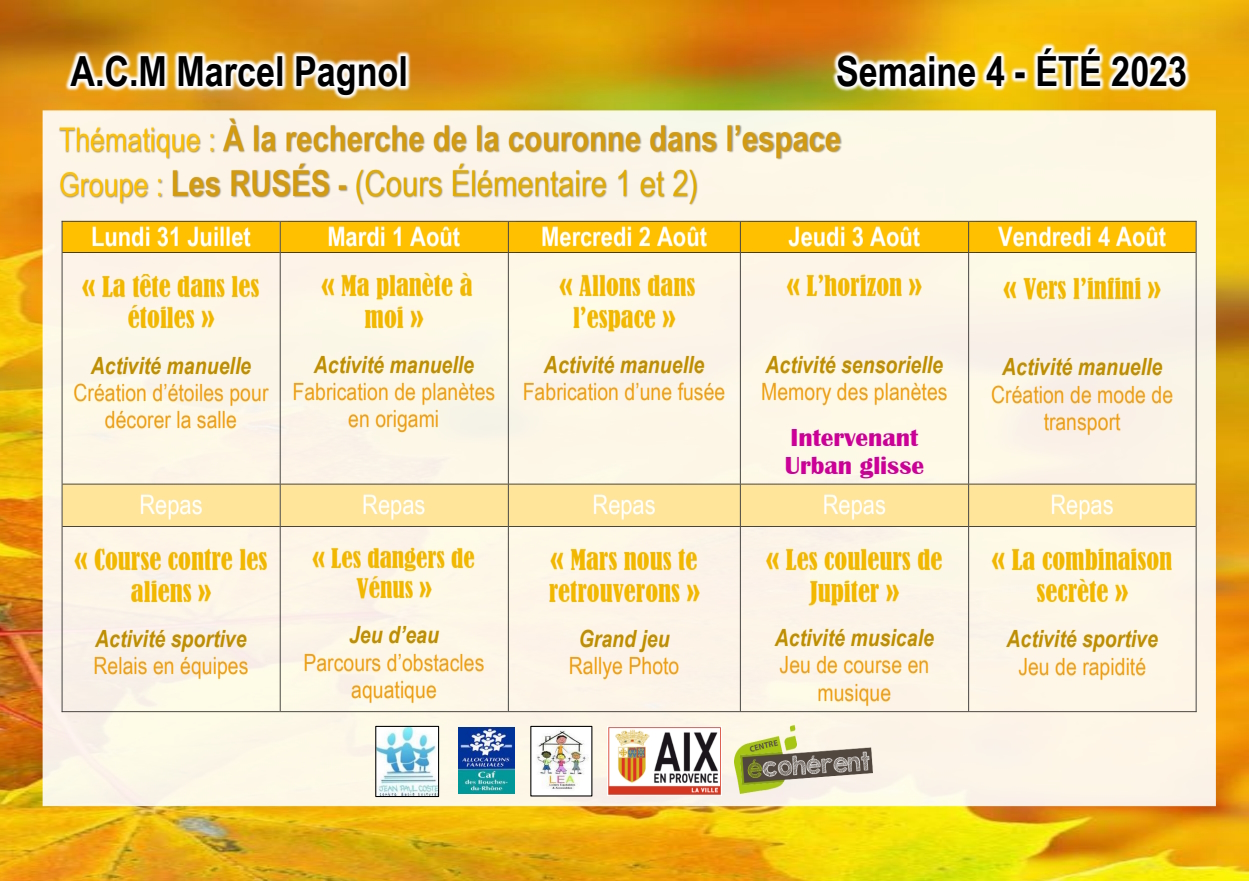 A.C.M Marcel Pagnol
Semaine 4 - ÉTÉ 2023
Thématique : À la recherche de la couronne dans l’espace
Groupe : Les RUSÉS - (Cours Élémentaire 1 et 2)
Lundi 31 Juillet
Mardi 1 Août
Mercredi 2 Août
Jeudi 3 Août
Vendredi 4 Août
« La tête dans les
étoiles »
Activité manuelle
Création d’étoiles pour
décorer la salle
« Ma planète à
moi »
Activité manuelle
Fabrication de planètes
en origami
« Allons dans
l’espace »
Activité manuelle
Fabrication d’une fusée
« L’horizon »
Activité sensorielle
Memory des planètes
Intervenant
Urban glisse
« Vers l’infini »
Activité manuelle
Création de mode de
transport
Repas
Repas
Repas
Repas
Repas
« Course contre les
aliens »
Activité sportive
Relais en équipes
« Les dangers de
Vénus »
Jeu d’eau
Parcours d’obstacles
aquatique
« Mars nous te
retrouverons »
Grand jeu
Rallye Photo
« Les couleurs de
Jupiter »
Activité musicale
Jeu de course en
musique
« La combinaison
secrète »
Activité sportive
Jeu de rapidité
JEAN PAUL COSTE
ALLOCATIONS
FAMILIALES
Caf
des Bouches-
du-Rhône
LEA
AIX
EN PROVENCE
LA VILLE
CENTRE
écohérent